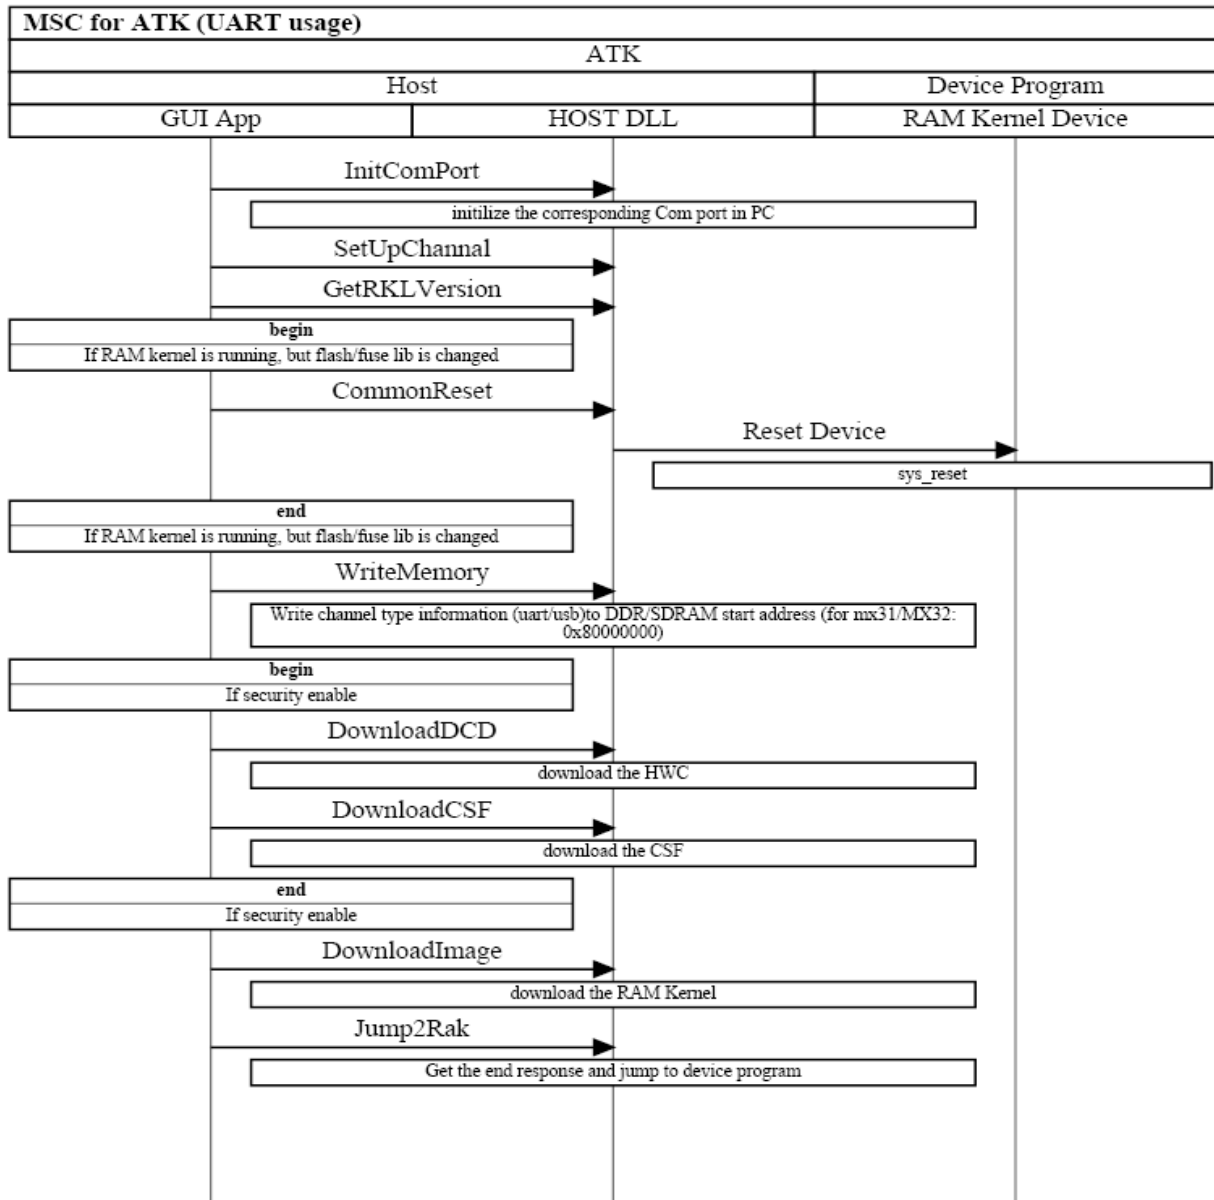 MSC for ATK (UART usage)
ATK
Host
Device Program
GUI App
HOST DLL
RAM Kernel Device
InitComPort
initilize the corresponding Com port in PC
SetUpChannal
GetRKLVersion
begin
If RAM kernel is running, but flash/fuse lib is changed
CommonReset
Reset Device
sys_reset
end
If RAM kernel is running, but flash/fuse lib is changed
WriteMemory
Write channel type information (uart/usb)to DDR/SDRAM start address (for mx31/MX32:
0x80000000)
begin
If security enable
DownloadDCD
download the HWC
DownloadCSF
download the CSF
end
If security enable
DownloadImage
download the RAM Kernel
Jump2Rak
Get the end response and jump to device program